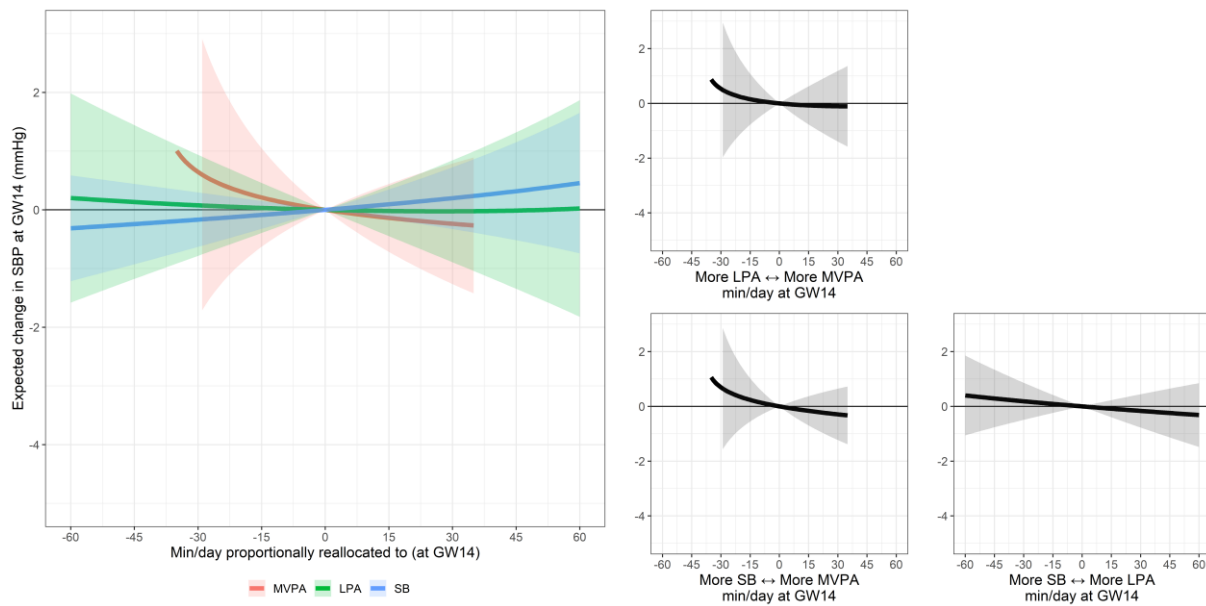 Expected change in SBP at GW14 (mmHg)
2
0
-2
-4
-60 -45 -30 -15 0 15 30 45 60
Min/day proportionally reallocated to (at GW14)
MVPA LPA SB
2
0
-2
-4
-60 -45 -30 -15 0 15 30 45 60
More LPA ↔ More MVPA
min/day at GW14
2
0
-2
-4
-60 -45 -30 -15 0 15 30 45 60
More SB ↔ More MVPA
min/day at GW14
2
0
-2
-4
-60 -45 -30 -15 0 15 30 45 60
More SB ↔ More LPA
min/day at GW14